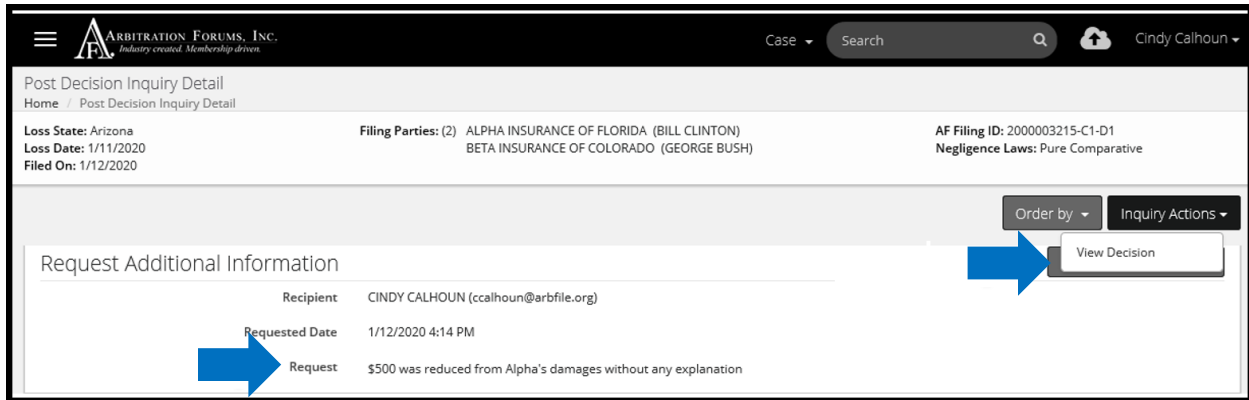 ARBITRATION FORUMS, INC.
Industry created. Membership driven.
Case
Search
Cindy Calhoun
Post Decision Inquiry Detail
Home / Post Decision Inquiry Detail
Loss State: Arizona
Loss Date: 1/11/2020
Filed On: 1/12/2020
Filing Parties: (2) ALPHA INSURANCE OF FLORIDA (BILL CLINTON)
BETA INSURANCE OF COLORADO (GEORGE BUSH)
AF Filing ID: 2000003215-C1-D1
Negligence Laws: Pure Comparative
Order by
Inquiry Actions
View Decision
Request Additional Information
Recipient CINDY CALHOUN (ccalhoun@arbfile.org)
Requested Date 1/12/2020 4:14 PM
Request $500 was reduced from Alpha's damages without any explanation